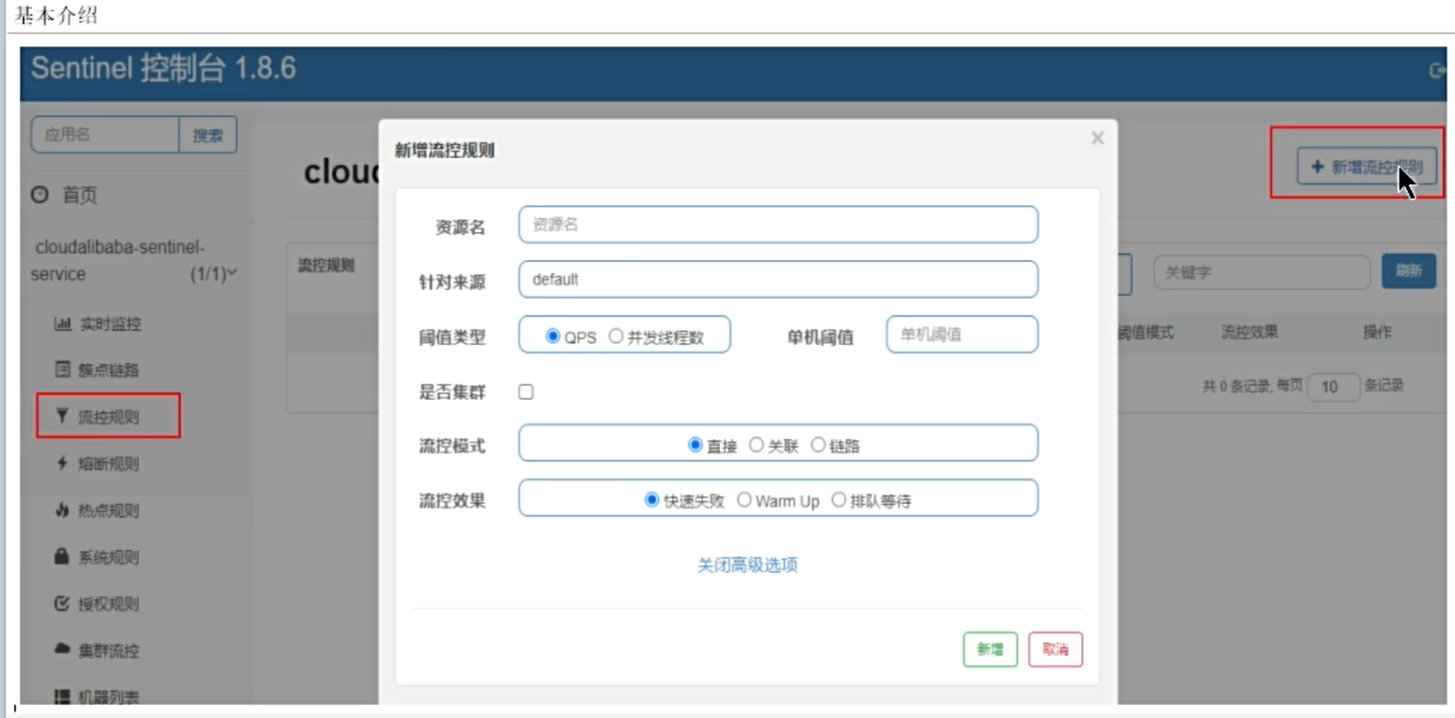 基本介绍
Sentinel 控制台 1.8.6
应用名 搜索
首页
cloudalibaba-sentinel-
service (1/1)
实时监控
簇点链路
流控规则
熔断规则
热点规则
系统规则
授权规则
集群流控
机器列表
clou
+ 新增流控规则
流控规则 关键字 刷新
阈值模式 流控效果 操作
共 0 条记录, 每页 10 条记录
新增流控规则 ×
资源名 资源名
针对来源 default
阈值类型 QPS 并发线程数 单机阈值 单机阈值
是否集群
流控模式 直接 关联 链路
流控效果 快速失败 Warm Up 排队等待
关闭高级选项
新增 取消